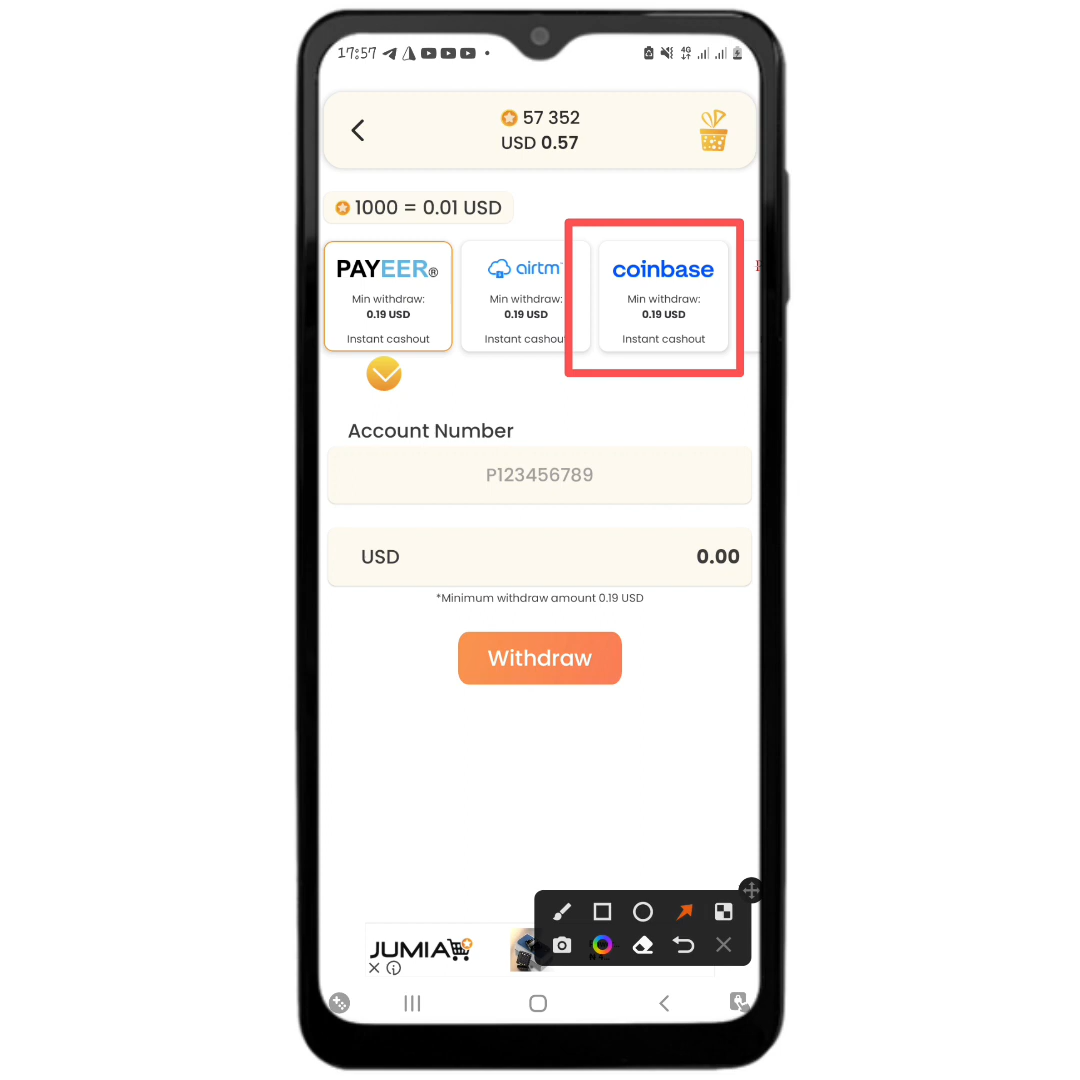 17:57
4G
57 352
USD 0.57
1000 = 0.01 USD
PAYEER®
Min withdraw:
0.19 USD
Instant cashout
airtm
Min withdraw:
0.19 USD
Instant cashou
coinbase
Min withdraw:
0.19 USD
Instant cashout
Account Number
P123456789
USD 0.00
*Minimum withdraw amount 0.19 USD
Withdraw
JUMIA